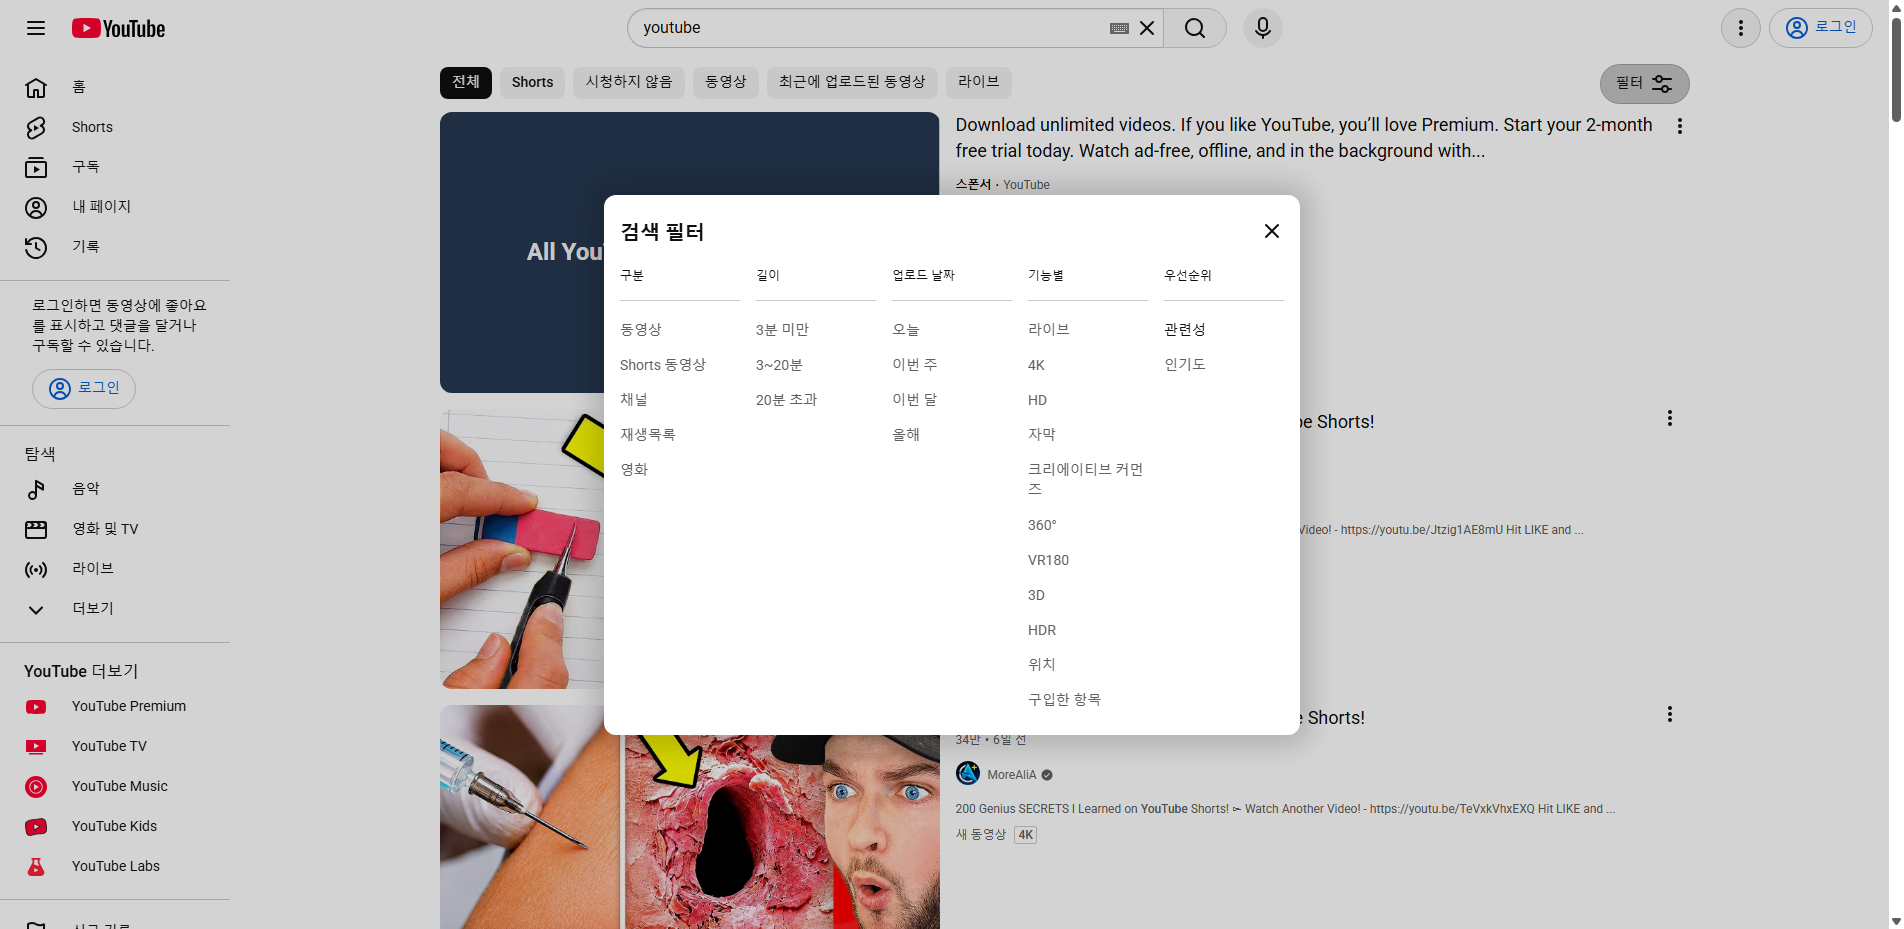 YouTube
youtube
로그인
홈
Shorts
구독
내 페이지
기록
로그인하면 동영상에 좋아요
를 표시하고 댓글을 달거나
구독할 수 있습니다.
로그인
탐색
음악
영화 및 TV
라이브
더보기
YouTube 더보기
YouTube Premium
YouTube TV
YouTube Music
YouTube Kids
YouTube Labs
전체 Shorts 시청하지 않음 동영상 최근에 업로드된 동영상 라이브
필터
Download unlimited videos. If you like YouTube, you’ll love Premium. Start your 2-month
free trial today. Watch ad-free, offline, and in the background with...
스폰서 · YouTube
All You
검색 필터
구분
동영상
Shorts 동영상
채널
재생목록
영화
길이
3분 미만
3~20분
20분 초과
업로드 날짜
오늘
이번 주
이번 달
올해
기능별
라이브
4K
HD
자막
크리에이티브 커먼
즈
360°
VR180
3D
HDR
위치
구입한 항목
우선순위
관련성
인기도
be Shorts!
Video! - https://youtu.be/Jtzig1AE8mU Hit LIKE and ...
e Shorts!
34만 • 6일 전
MoreAliA
200 Genius SECRETS I Learned on YouTube Shorts! ➣ Watch Another Video! - https://youtu.be/TeVxkVhxEXQ Hit LIKE and ...
새 동영상 4K